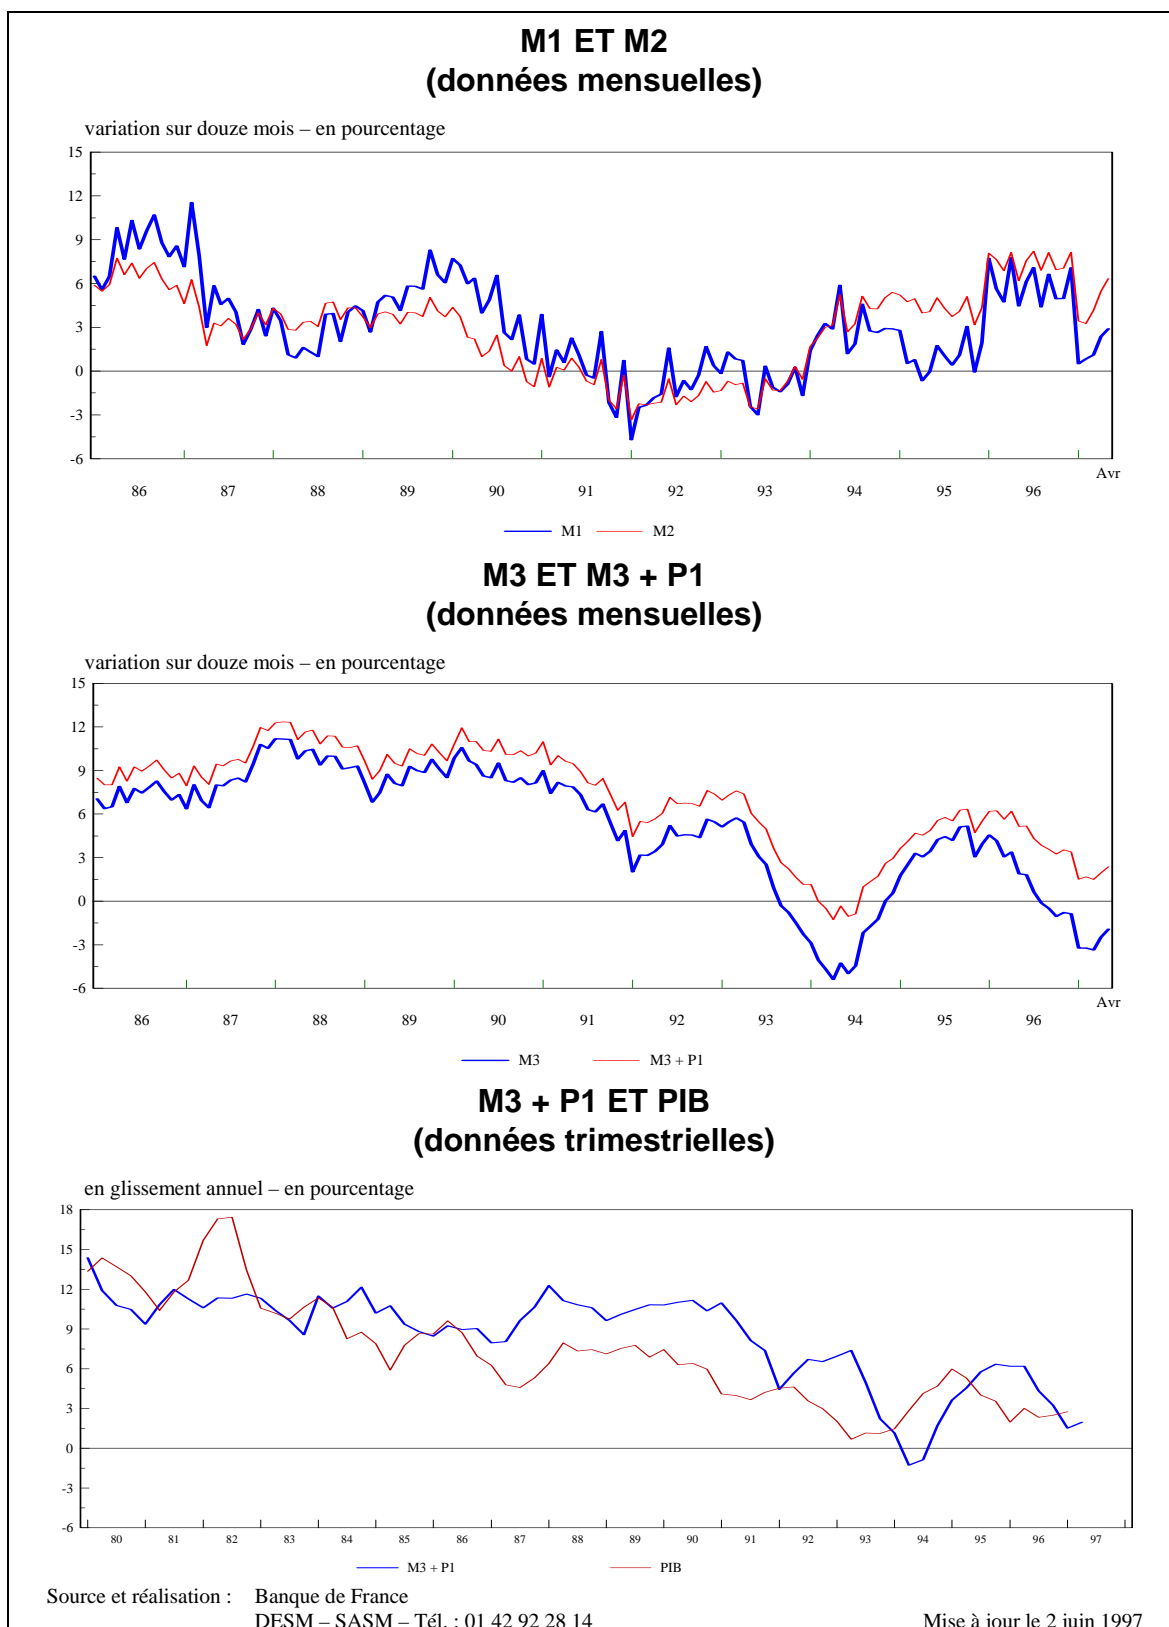 M1 ET M2
(données mensuelles)
variation sur douze mois – en pourcentage
15
12
9
6
3
0
-3
-6
Avr
86 87 88 89 90 91 92 93 94 95 96
M1 M2
M3 ET M3 + P1
(données mensuelles)
variation sur douze mois – en pourcentage
15
12
9
6
3
0
-3
-6
Avr
86 87 88 89 90 91 92 93 94 95 96
M3 M3 + P1
M3 + P1 ET PIB
(données trimestrielles)
en glissement annuel – en pourcentage
18
15
12
9
6
3
0
-3
-6
80 81 82 83 84 85 86 87 88 89 90 91 92 93 94 95 96 97
M3 + P1 PIB
Source et réalisation : Banque de France
DESM – SASM – Tél. : 01 42 92 28 14 Mise à jour le 2 juin 1997